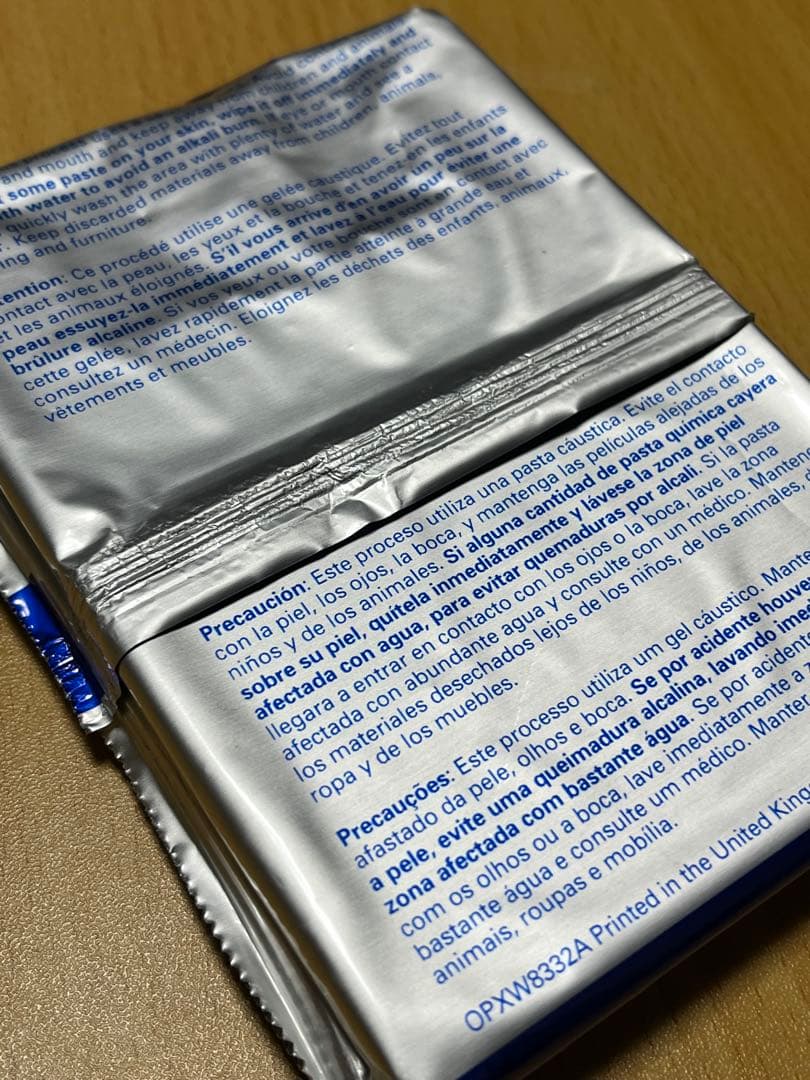 and mouth and keep away from children and animals.
some paste on your skin, wipe it off immediately and
with water to avoid an alkali burn. If eyes or mouth contact
quickly wash the area with plenty of water and see a
Keep discarded materials away from children, animals,
ing and furniture.
tention: Ce procédé utilise une gelée caustique. Evitez tout
ontact avec la peau, les yeux et la bouche et tenez-en les enfants
et les animaux éloignés. S'il vous arrive d'en avoir un peu sur la
peau essuyez-la immédiatement et lavez à l'eau pour éviter une
brûlure alcaline. Si vos yeux ou votre bouche sont en contact avec
cette gelée, lavez rapidement la partie atteinte à grande eau et
consultez un médecin. Eloignez les déchets des enfants, animaux,
vêtements et meubles.
Precaución: Este proceso utiliza una pasta cáustica. Evite el contacto
con la piel, los ojos, la boca, y mantenga las películas alejadas de los
niños y de los animales. Si alguna cantidad de pasta química cayera
sobre su piel, quítela inmediatamente y lávese la zona de piel
afectada con agua, para evitar quemaduras por alcali. Si la pasta
llegara a entrar en contacto con los ojos o la boca, lave la zona
afectada con abundante agua y consulte con un médico. Manteng
los materiales desechados lejos de los niños, de los animales,
ropa y de los muebles.
Precauções: Este processo utiliza um gel cáustico. Mante
afastado da pele, olhos e boca. Se por acidente houve
a pele, evite uma queimadura alcalina, lavando ime
zona afectada com bastante água. Se por aciden
com os olhos ou a boca, lave imediatamente a
bastante água e consulte um médico. Mante
animais, roupas e mobília.
OPXW8332A Printed in the United King